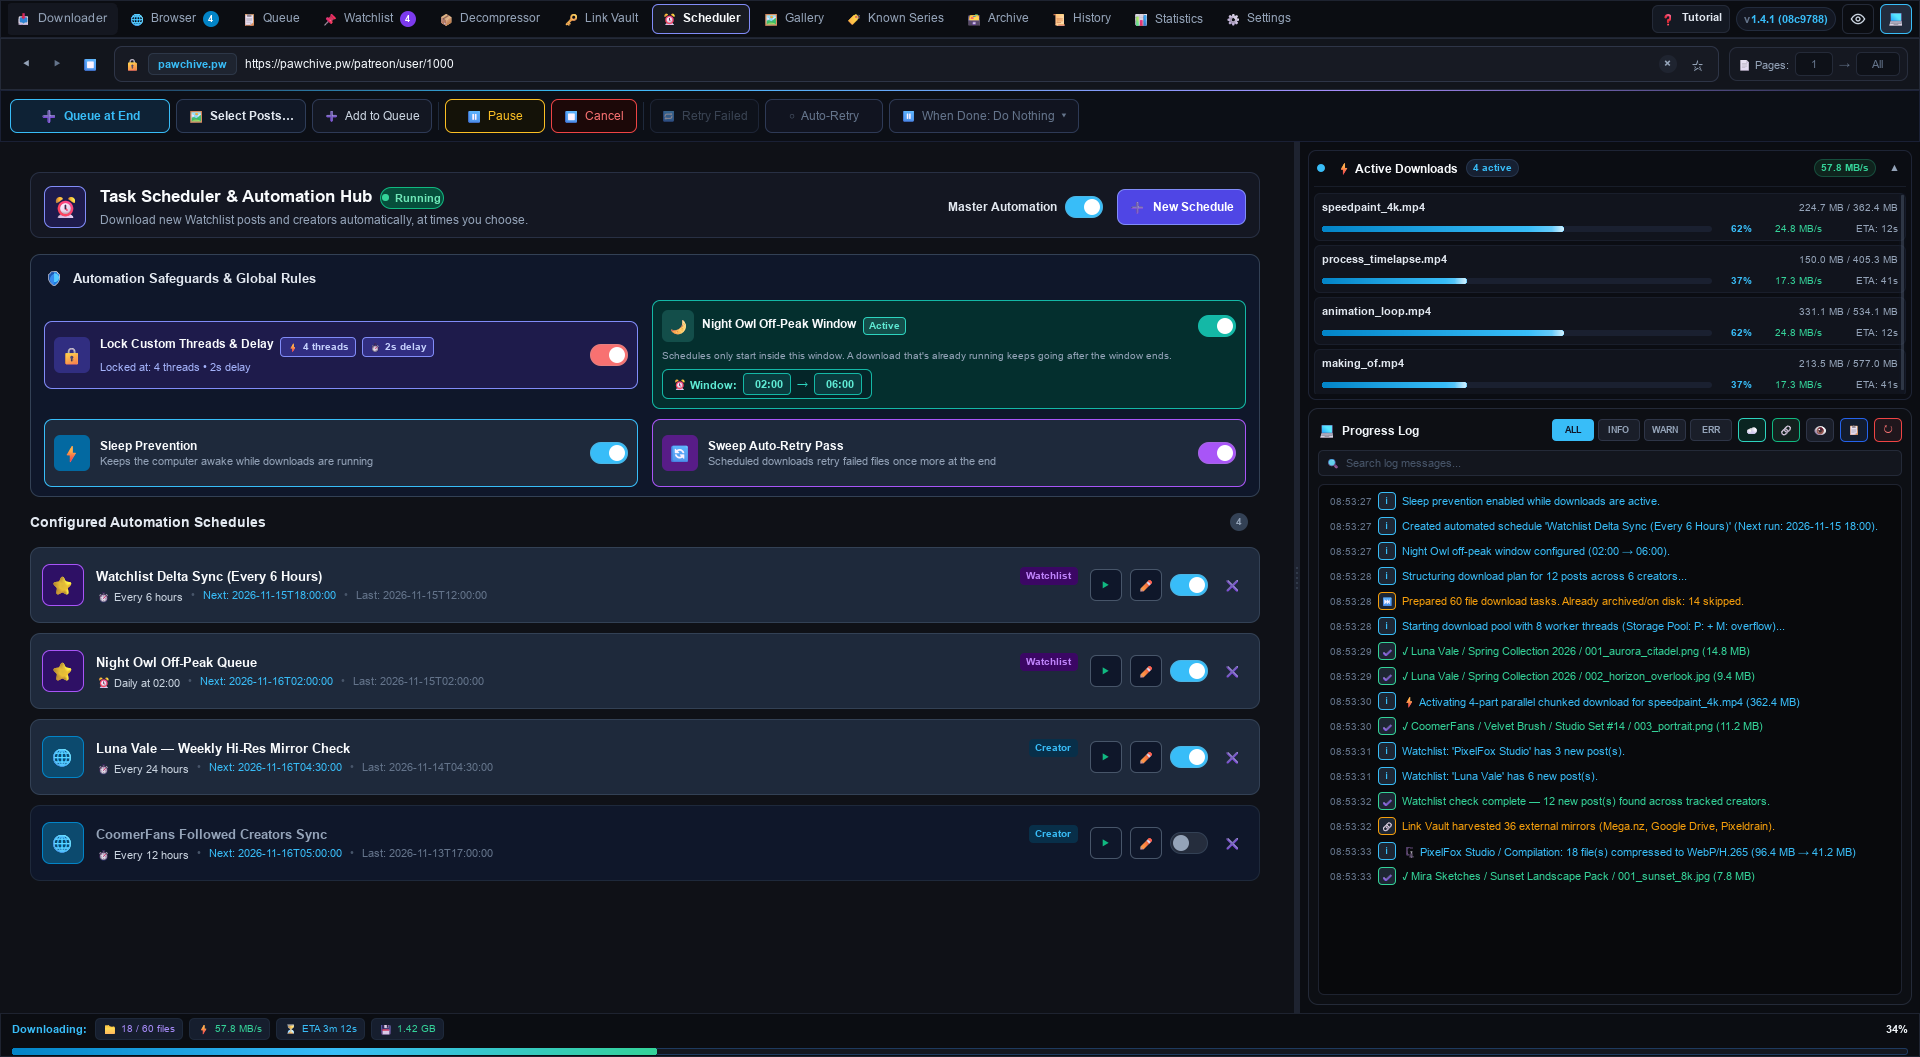 Downloader Browser 4 Queue Watchlist 4 Decompressor Link Vault Scheduler Gallery Known Series Archive History Statistics Settings Tutorial v1.4.1 (08c9788)
pawchive.pw https://pawchive.pw/patreon/user/1000 Pages: 1 → All
Queue at End Select Posts... Add to Queue Pause Cancel Retry Failed Auto-Retry When Done: Do Nothing
Task Scheduler & Automation Hub Running
Download new Watchlist posts and creators automatically, at times you choose.
Master Automation New Schedule
Automation Safeguards & Global Rules
Lock Custom Threads & Delay 4 threads 2s delay
Locked at: 4 threads • 2s delay
Night Owl Off-Peak Window Active
Schedules only start inside this window. A download that's already running keeps going after the window ends.
Window: 02:00 → 06:00
Sleep Prevention
Keeps the computer awake while downloads are running
Sweep Auto-Retry Pass
Scheduled downloads retry failed files once more at the end
Configured Automation Schedules 4
Watchlist Delta Sync (Every 6 Hours) Watchlist
Every 6 hours • Next: 2026-11-15T18:00:00 • Last: 2026-11-15T12:00:00
Night Owl Off-Peak Queue Watchlist
Daily at 02:00 • Next: 2026-11-16T02:00:00 • Last: 2026-11-15T02:00:00
Luna Vale — Weekly Hi-Res Mirror Check Creator
Every 24 hours • Next: 2026-11-16T04:30:00 • Last: 2026-11-14T04:30:00
CoomerFans Followed Creators Sync Creator
Every 12 hours • Next: 2026-11-16T05:00:00 • Last: 2026-11-13T17:00:00
Active Downloads 4 active 57.8 MB/s
speedpaint_4k.mp4 224.7 MB / 362.4 MB
62% 24.8 MB/s ETA: 12s
process_timelapse.mp4 150.0 MB / 405.3 MB
37% 17.3 MB/s ETA: 41s
animation_loop.mp4 331.1 MB / 534.1 MB
62% 24.8 MB/s ETA: 12s
making_of.mp4 213.5 MB / 577.0 MB
37% 17.3 MB/s ETA: 41s
Progress Log ALL INFO WARN ERR
Search log messages...
08:53:27 i Sleep prevention enabled while downloads are active.
08:53:27 i Created automated schedule 'Watchlist Delta Sync (Every 6 Hours)' (Next run: 2026-11-15 18:00).
08:53:27 i Night Owl off-peak window configured (02:00 → 06:00).
08:53:28 i Structuring download plan for 12 posts across 6 creators...
08:53:28 Prepared 60 file download tasks. Already archived/on disk: 14 skipped.
08:53:28 i Starting download pool with 8 worker threads (Storage Pool: P: + M: overflow)...
08:53:29 ✓ Luna Vale / Spring Collection 2026 / 001_aurora_citadel.png (14.8 MB)
08:53:29 ✓ Luna Vale / Spring Collection 2026 / 002_horizon_overlook.jpg (9.4 MB)
08:53:30 i Activating 4-part parallel chunked download for speedpaint_4k.mp4 (362.4 MB)
08:53:30 ✓ CoomerFans / Velvet Brush / Studio Set #14 / 003_portrait.png (11.2 MB)
08:53:31 i Watchlist: 'PixelFox Studio' has 3 new post(s).
08:53:31 i Watchlist: 'Luna Vale' has 6 new post(s).
08:53:32 Watchlist check complete — 12 new post(s) found across tracked creators.
08:53:32 Link Vault harvested 36 external mirrors (Mega.nz, Google Drive, Pixeldrain).
08:53:33 i PixelFox Studio / Compilation: 18 file(s) compressed to WebP/H.265 (96.4 MB → 41.2 MB)
08:53:33 ✓ Mira Sketches / Sunset Landscape Pack / 001_sunset_8k.jpg (7.8 MB)
Downloading: 18 / 60 files 57.8 MB/s ETA 3m 12s 1.42 GB 34%